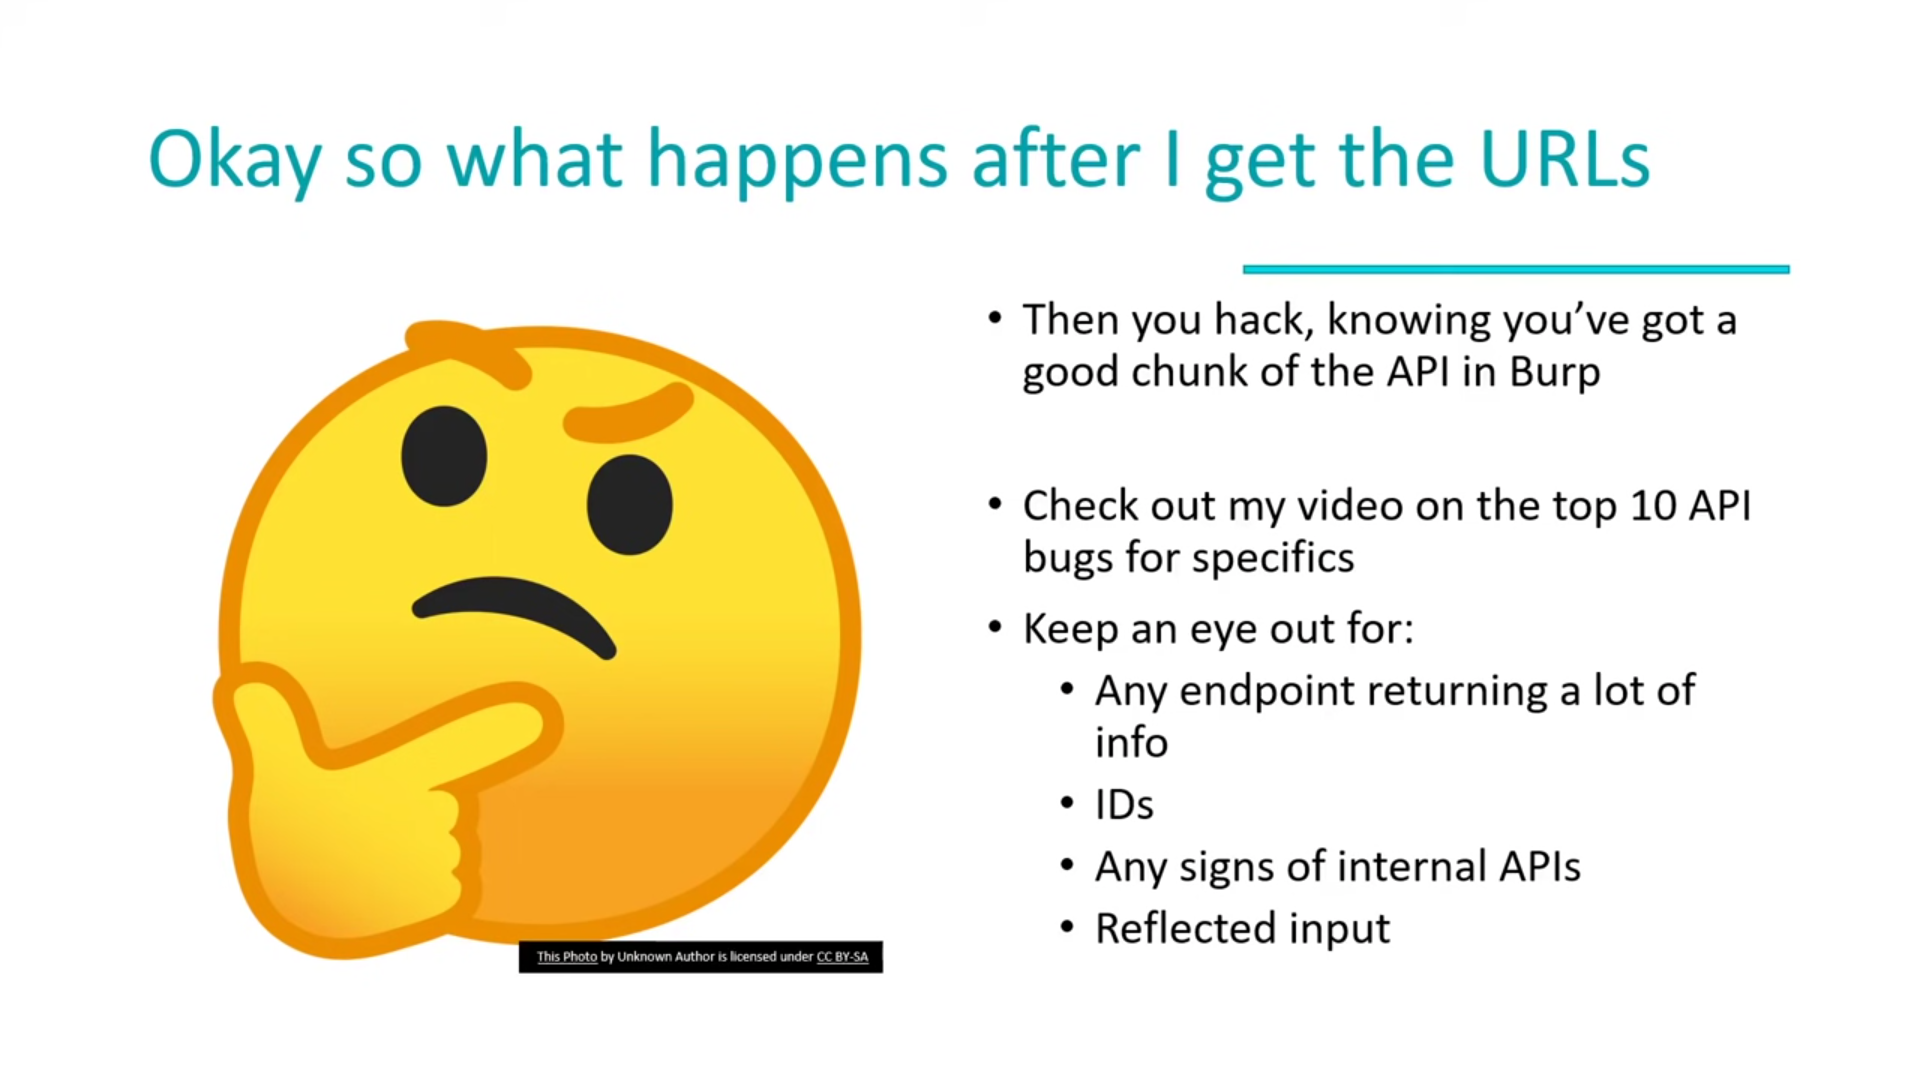 Okay so what happens after I get the URLs
• Then you hack, knowing you’ve got a
good chunk of the API in Burp
• Check out my video on the top 10 API
bugs for specifics
• Keep an eye out for:
• Any endpoint returning a lot of
info
• IDs
• Any signs of internal APIs
• Reflected input
This Photo by Unknown Author is licensed under CC BY-SA